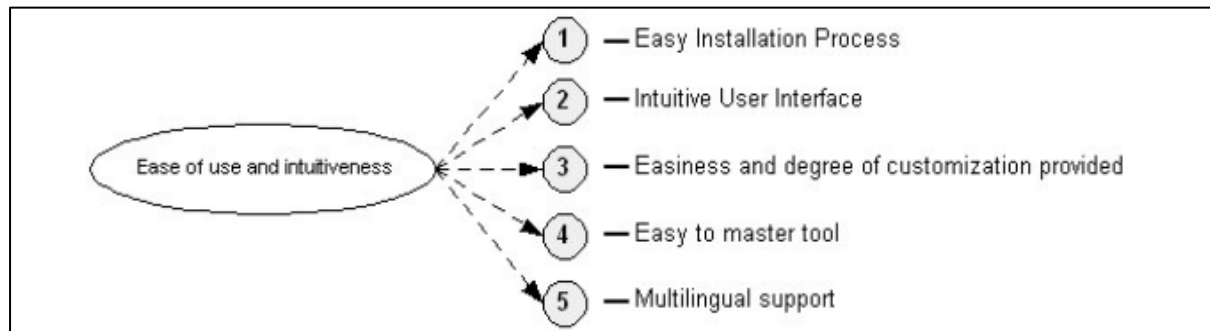 1 — Easy Installation Process
2 — Intuitive User Interface
Ease of use and intuitiveness
3 — Easiness and degree of customization provided
4 — Easy to master tool
5 — Multilingual support